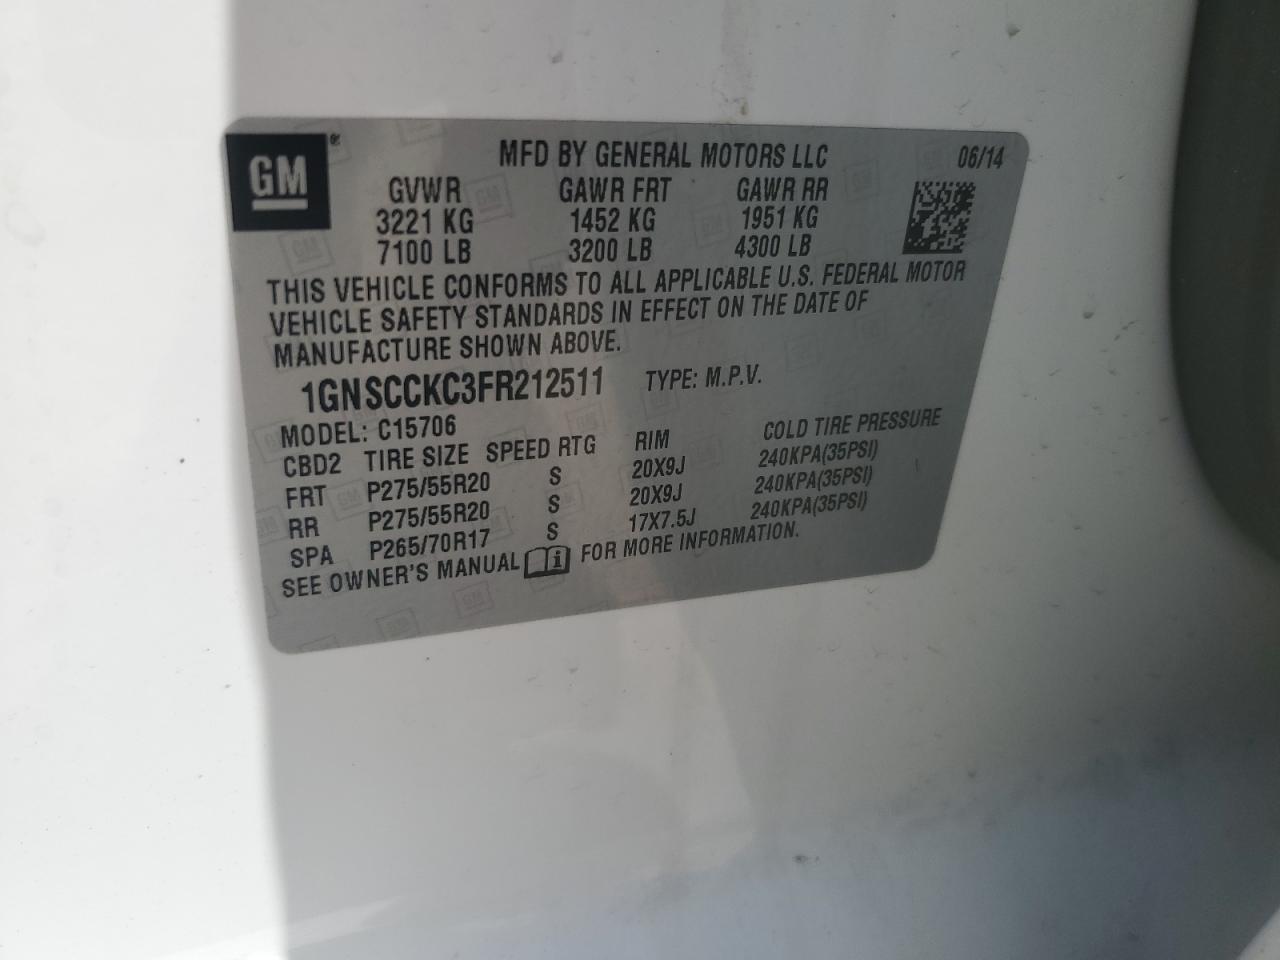 GM ®
MFD BY GENERAL MOTORS LLC 06/14
GVWR GAWR FRT GAWR RR
3221 KG 1452 KG 1951 KG
7100 LB 3200 LB 4300 LB
THIS VEHICLE CONFORMS TO ALL APPLICABLE U.S. FEDERAL MOTOR
VEHICLE SAFETY STANDARDS IN EFFECT ON THE DATE OF
MANUFACTURE SHOWN ABOVE.
1GNSCCKC3FR212511 TYPE: M.P.V.
MODEL: C15706
CBD2 TIRE SIZE SPEED RTG RIM COLD TIRE PRESSURE
FRT P275/55R20 S 20X9J 240KPA(35PSI)
RR P275/55R20 S 20X9J 240KPA(35PSI)
SPA P265/70R17 S 17X7.5J 240KPA(35PSI)
SEE OWNER'S MANUAL i FOR MORE INFORMATION.